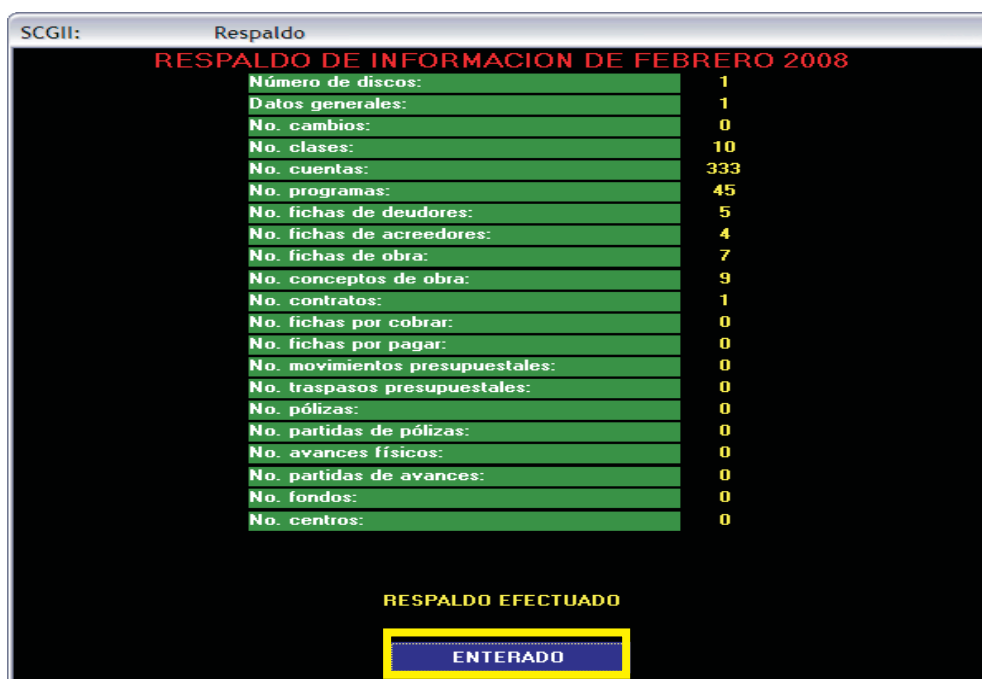 SCGII: Respaldo
RESPALDO DE INFORMACION DE FEBRERO 2008
Número de discos: 1
Datos generales: 1
No. cambios: 0
No. clases: 10
No. cuentas: 333
No. programas: 45
No. fichas de deudores: 5
No. fichas de acreedores: 4
No. fichas de obra: 7
No. conceptos de obra: 9
No. contratos: 1
No. fichas por cobrar: 0
No. fichas por pagar: 0
No. movimientos presupuestales: 0
No. traspasos presupuestales: 0
No. pólizas: 0
No. partidas de pólizas: 0
No. avances físicos: 0
No. partidas de avances: 0
No. fondos: 0
No. centros: 0
RESPALDO EFECTUADO
ENTERADO